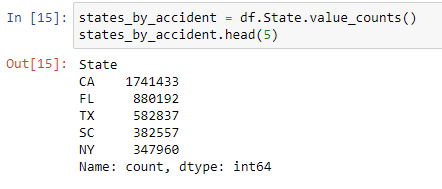 In [15]: states_by_accident = df.State.value_counts()
states_by_accident.head(5)
Out[15]: State
CA    1741433
FL     880192
TX     582837
SC     382557
NY     347960
Name: count, dtype: int64